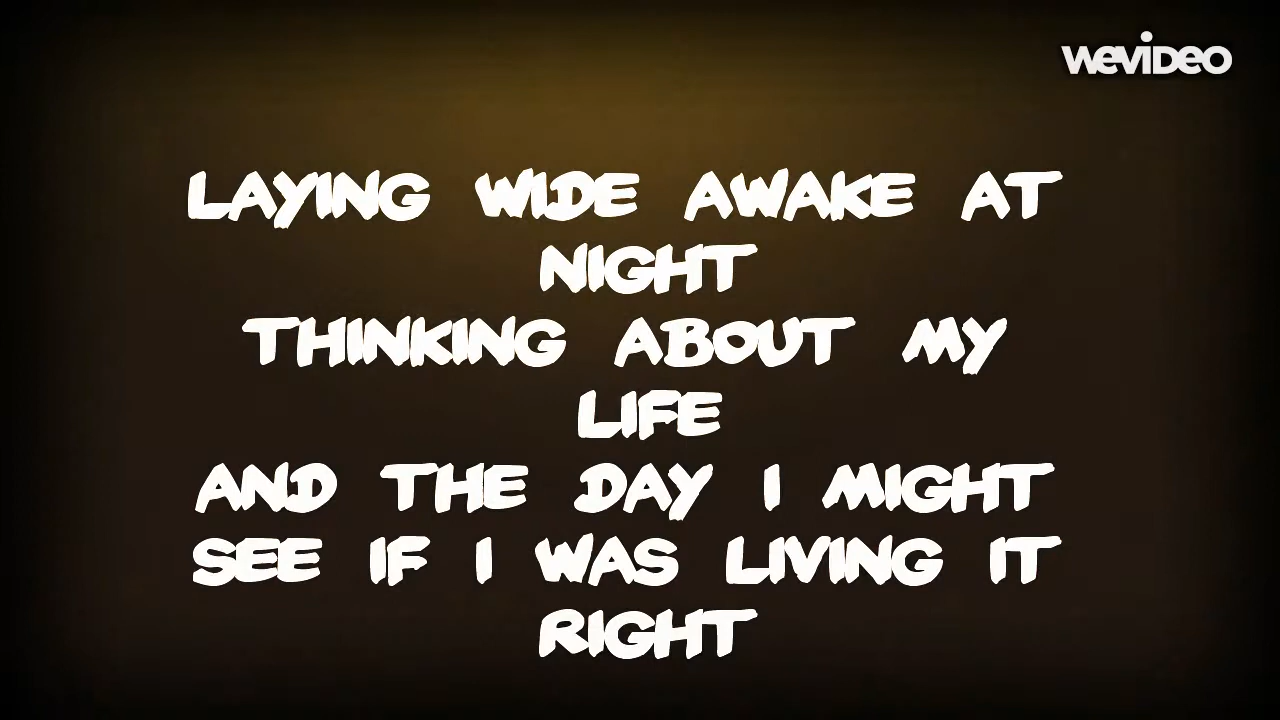 WEVIDEO
LAYING WIDE AWAKE AT
NIGHT
THINKING ABOUT MY
LIFE
AND THE DAY I MIGHT
SEE IF I WAS LIVING IT
RIGHT